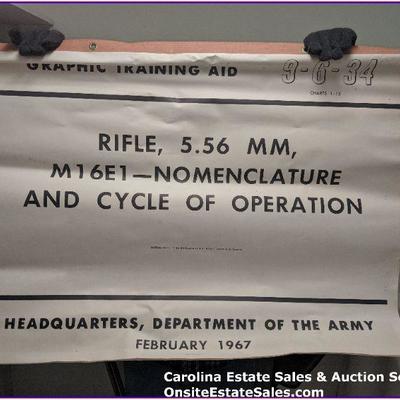 GRAPHIC TRAINING AID 9-6-34
CHARTS 1-13
RIFLE, 5.56 MM,
M16E1—NOMENCLATURE
AND CYCLE OF OPERATION
HEADQUARTERS, DEPARTMENT OF THE ARMY
FEBRUARY 1967
Carolina Estate Sales & Auction Se
OnsiteEstateSales.com